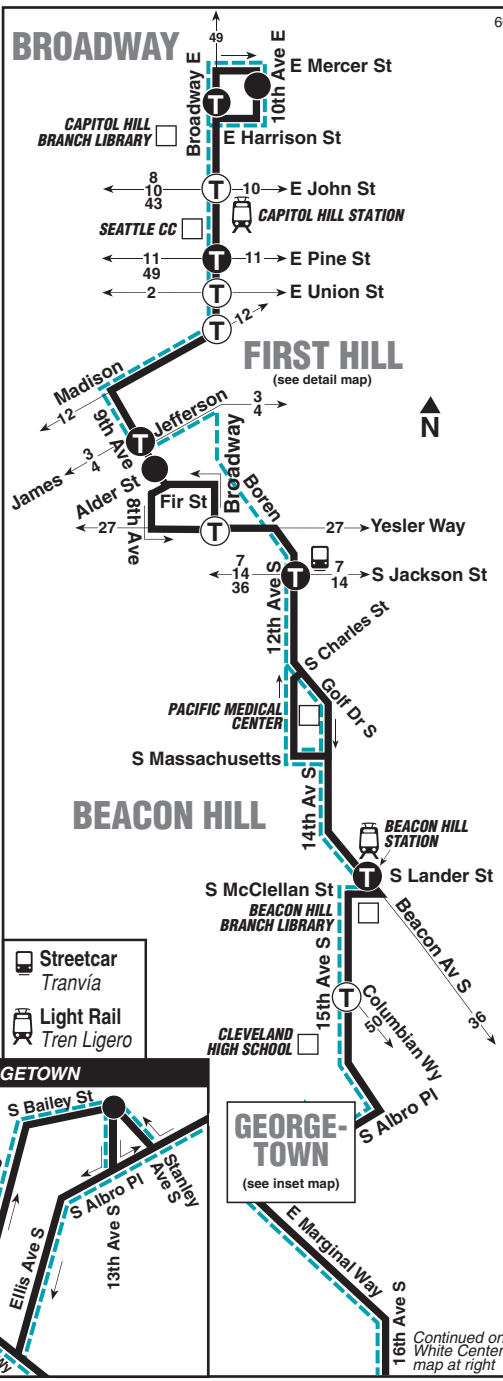 6
BROADWAY
49
Broadway E
10th Ave E
E Mercer St
T
E Harrison St
CAPITOL HILL
BRANCH LIBRARY
8
10
43
T
10
E John St
CAPITOL HILL STATION
SEATTLE CC
11
49
T
11
E Pine St
2
T
E Union St
T
12
FIRST HILL
(see detail map)
Madison
12
9th Ave
Jefferson
3
4
N
T
3
4
James
Alder St
Fir St
Broadway
Boren
8th Ave
27
T
27
Yesler Way
7
14
36
T
7
14
S Jackson St
12th Ave S
S Charles St
Golf Dr S
PACIFIC MEDICAL
CENTER
S Massachusetts
14th Av S
BEACON HILL
BEACON HILL
STATION
T
S Lander St
S McClellan St
BEACON HILL
BRANCH LIBRARY
Beacon Av S
36
15th Ave S
T
Columbian Wy
50
CLEVELAND
HIGH SCHOOL
S Albro Pl
Streetcar
Tranvía
Light Rail
Tren Ligero
GETOWN
S Bailey St
Stanley
Ave S
S Albro Pl
13th Ave S
Ellis Ave S
wy
GEORGE-
TOWN
(see inset map)
E Marginal Way
16th Ave S
Continued on
White Center
map at right